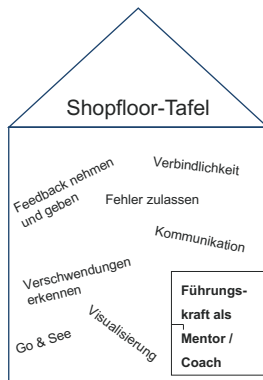 Shopfloor-Tafel
Feedback nehmen
und geben
Verbindlichkeit
Fehler zulassen
Kommunikation
Verschwendungen
erkennen
Visualisierung
Go & See
Führungs-
kraft als
Mentor /
Coach